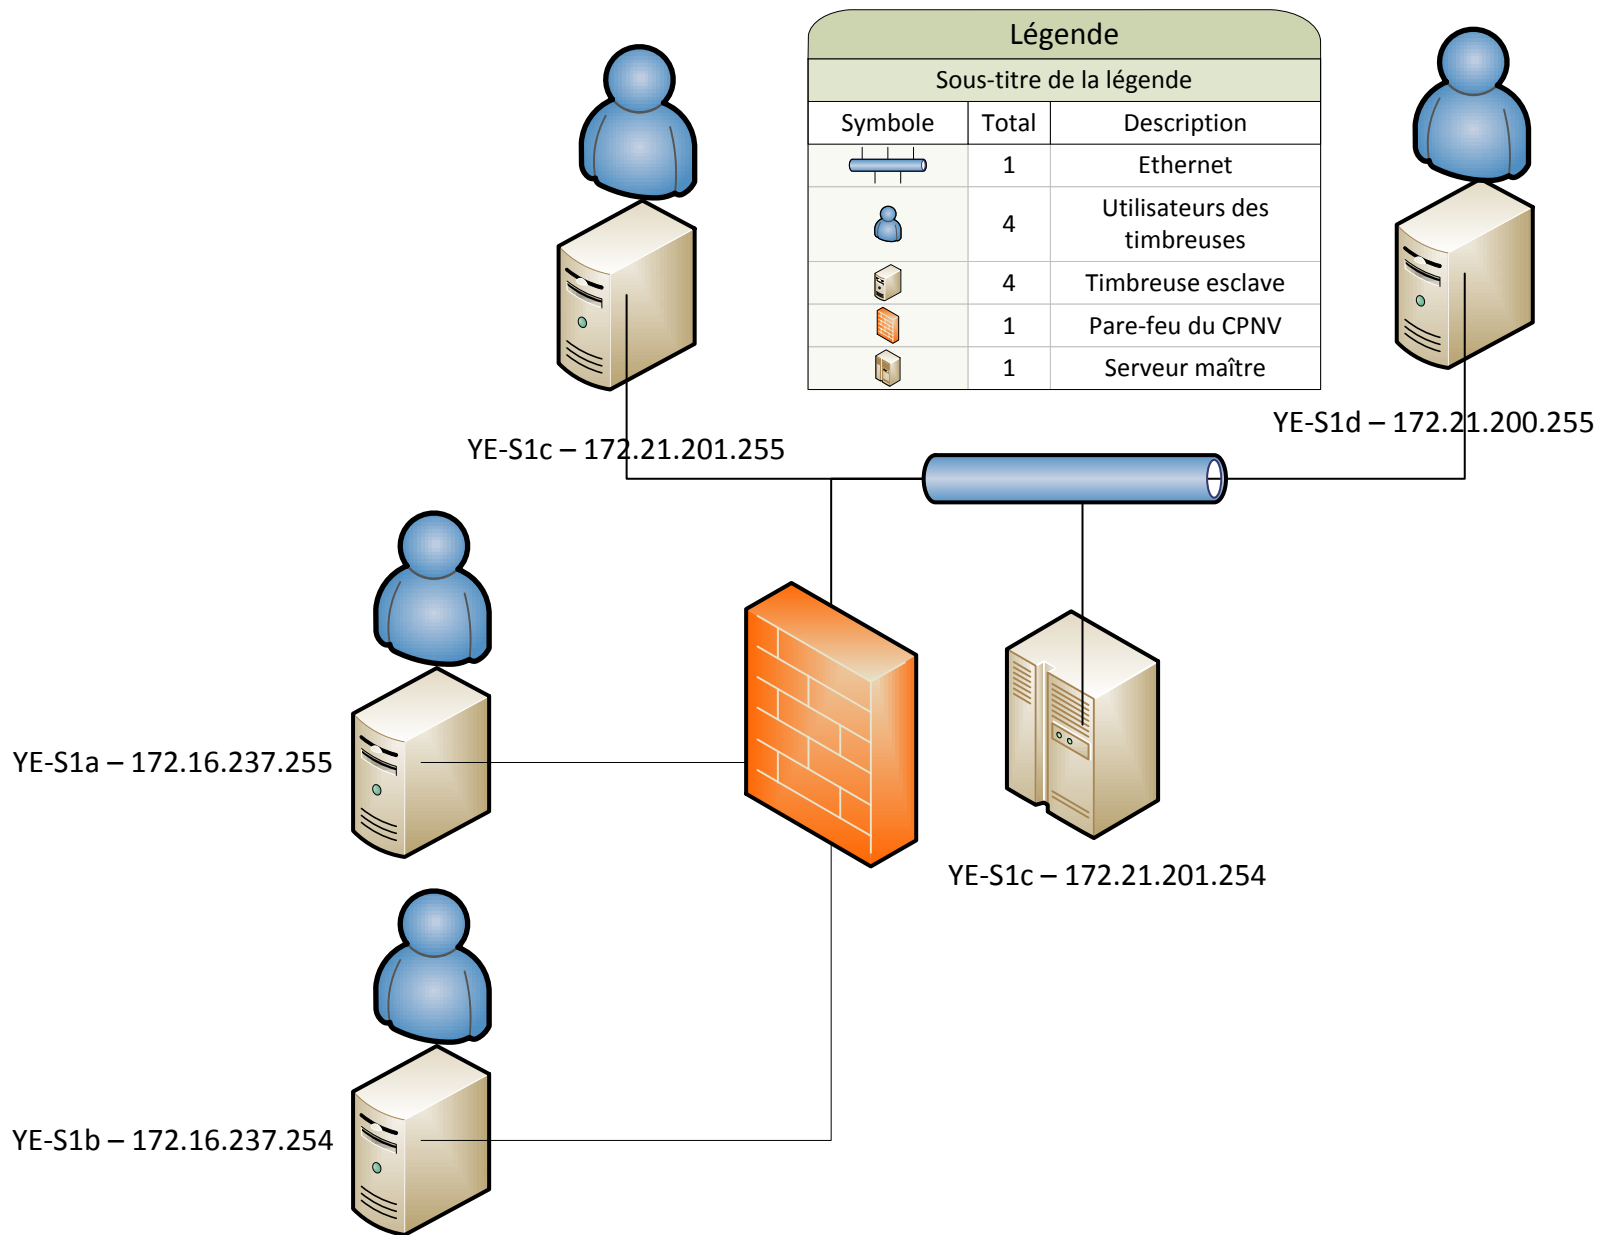 Légende
Sous-titre de la légende
Symbole Total Description
1 Ethernet
4 Utilisateurs des
timbreuses
4 Timbreuse esclave
1 Pare-feu du CPNV
1 Serveur maître
YE-S1d – 172.21.200.255
YE-S1c – 172.21.201.255
YE-S1a – 172.16.237.255
YE-S1c – 172.21.201.254
YE-S1b – 172.16.237.254